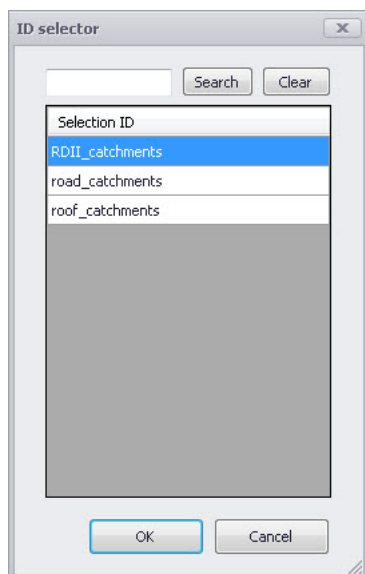 ID selector
Search Clear
Selection ID
RDII_catchments
road_catchments
roof_catchments
OK Cancel